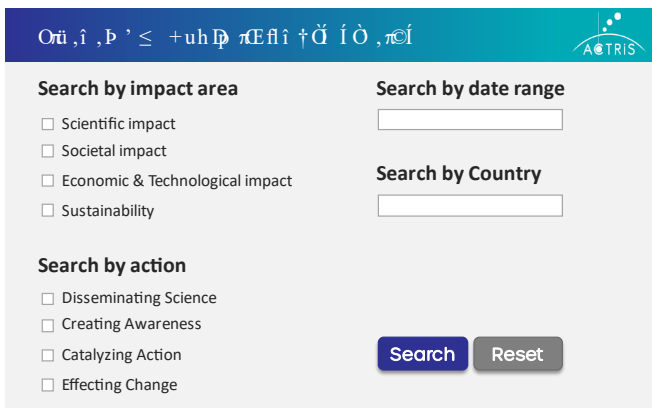 ACTRIS
Search by impact area
Scientific impact
Societal impact
Economic & Technological impact
Sustainability
Search by action
Disseminating Science
Creating Awareness
Catalyzing Action
Effecting Change
Search by date range
Search by Country
Search
Reset